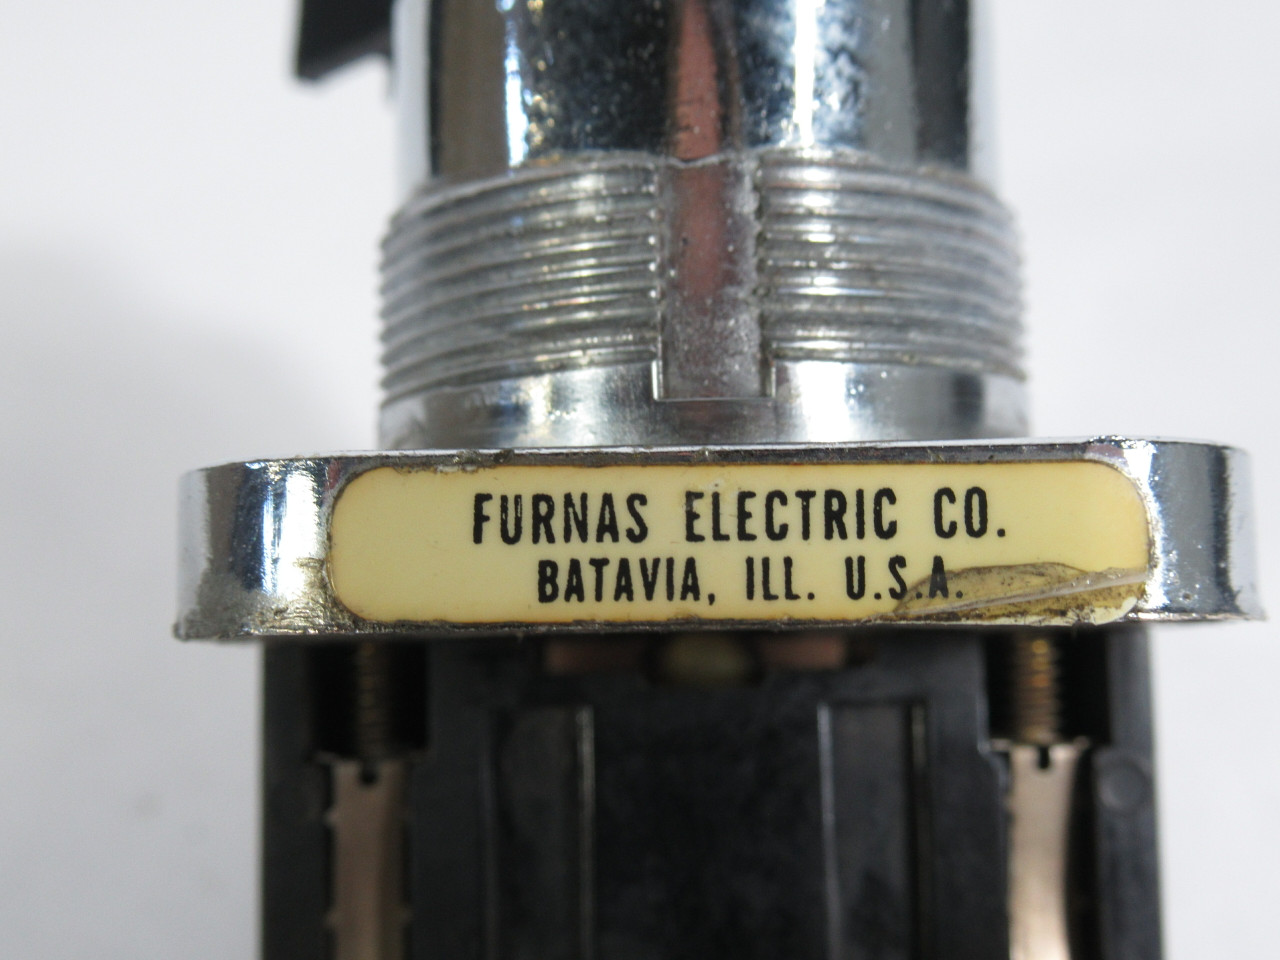 FURNAS ELECTRIC CO.
BATAVIA, ILL. U.S.A.